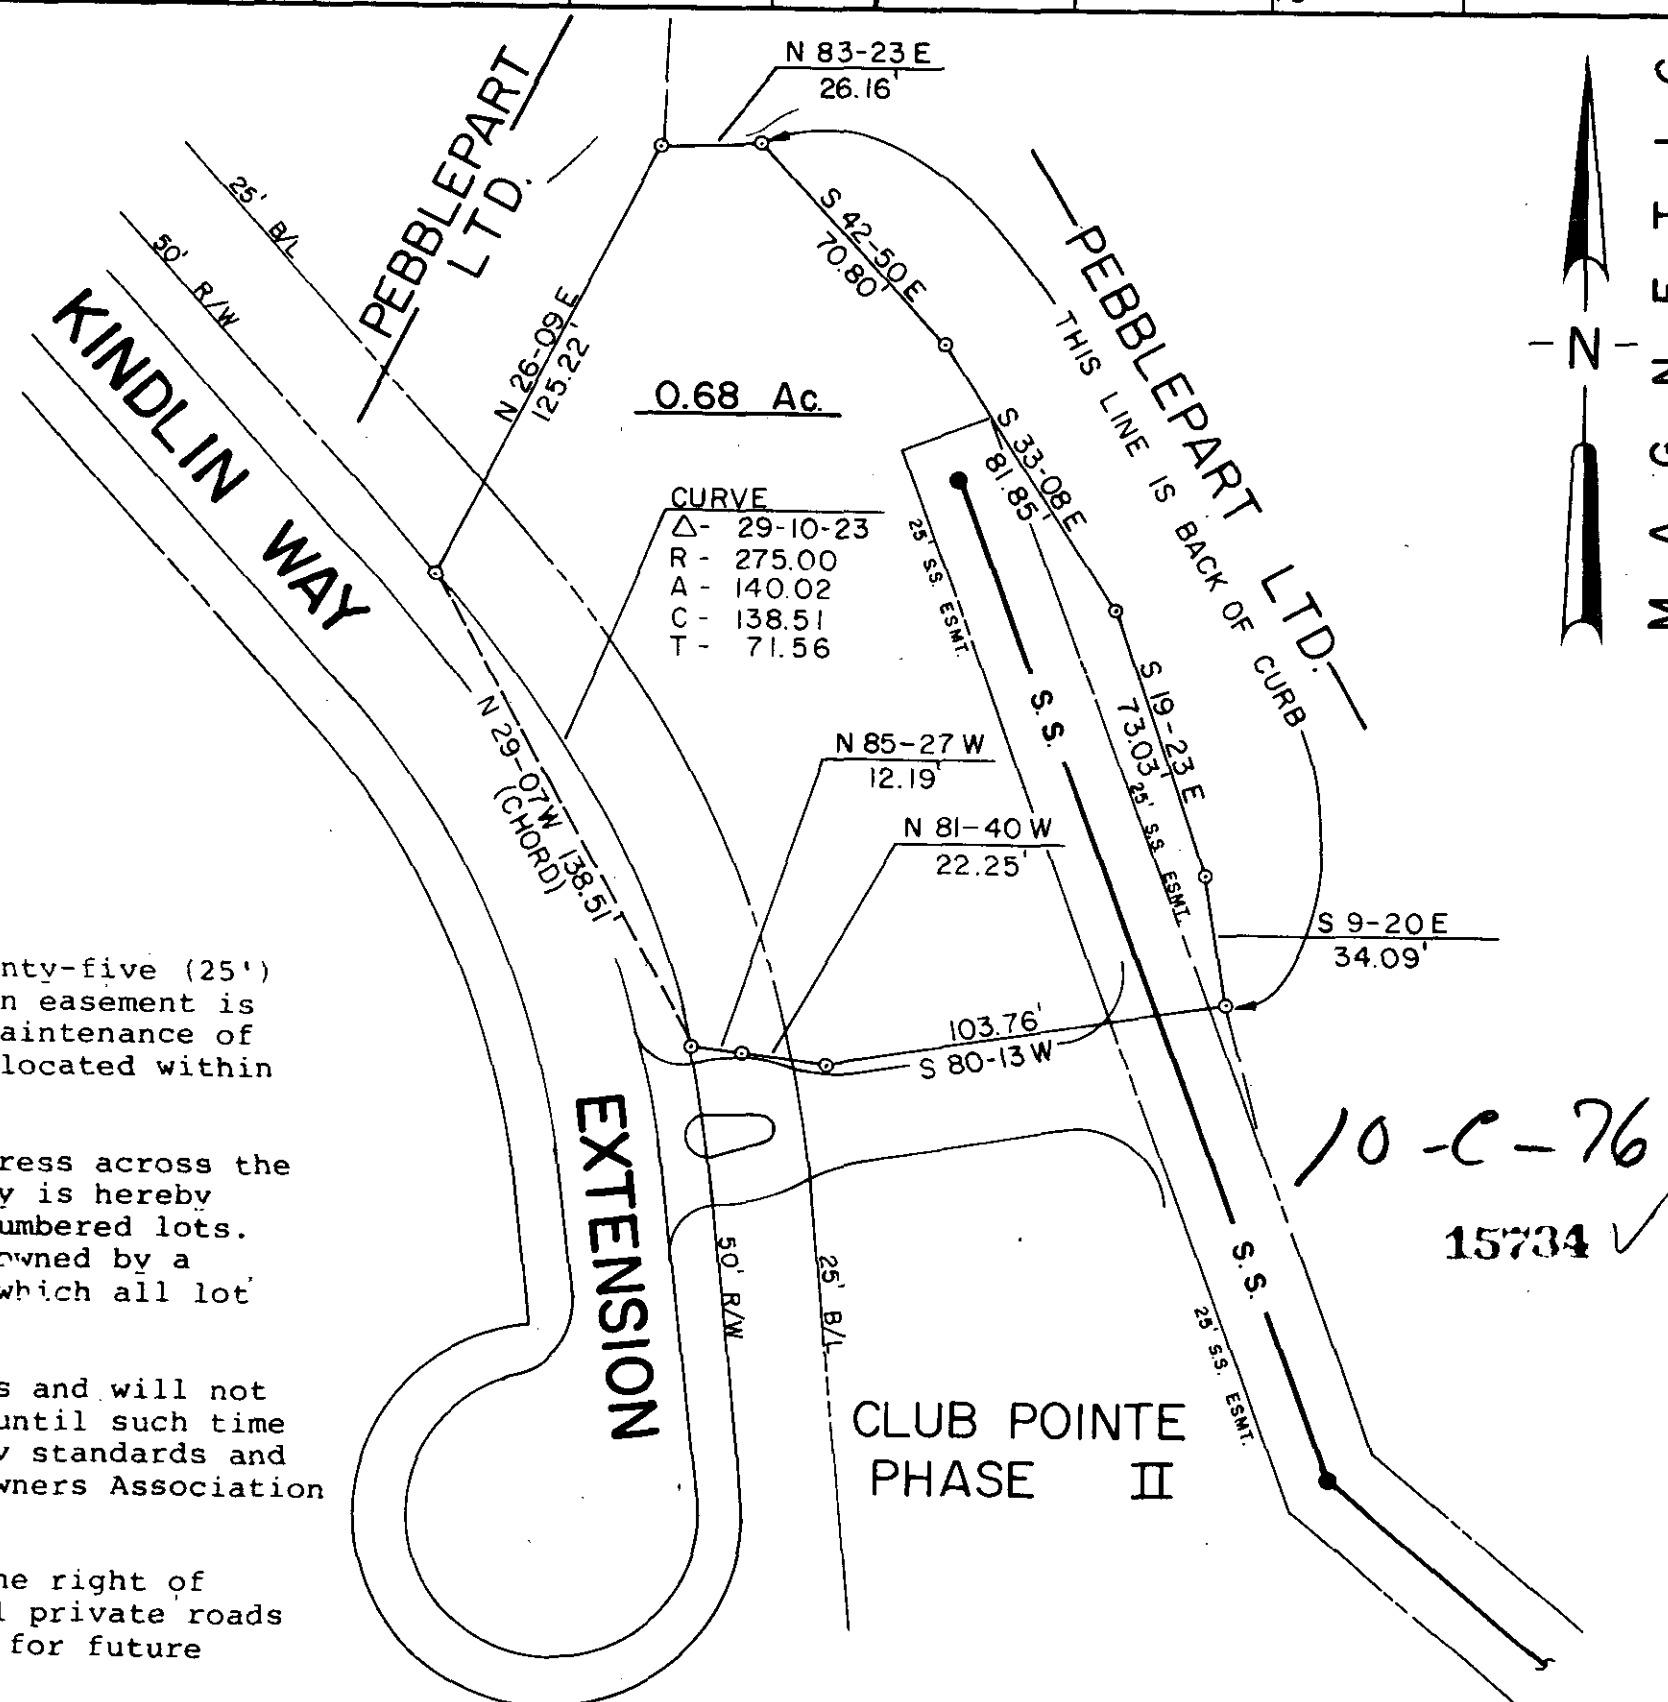 N 83-23 E
26.16'
PEBBLEPART
LTD.
25' B/L
50' R/W
KINDLIN WAY
N 26-09 E
125.22'
0.68 Ac.
S 42-50 E
70.80'
PEBBLEPART LTD.
THIS LINE IS BACK OF CURB
- N -
MAGNETIC
CURVE
Δ- 29-10-23
R - 275.00
A - 140.02
C - 138.51
T - 71.56
S 33-08 E
81.85'
25' S.S. ESMT.
S.S.
S 19-23 E
73.03'
25' S.S. ESMT.
N 29-07 W 138.51'
(CHORD)
N 85-27 W
12.19'
N 81-40 W
22.25'
S 9-20 E
34.09'
103.76'
S 80-13 W
nty-five (25')
n easement is
aintenance of
located within
ress across the
y is hereby
umbered lots.
owned by a
which all lot
s and will not
until such time
y standards and
wners Association
he right of
l private roads
for future
EXTENSION
50' R/W
25' B/L
S.S.
25' S.S. ESMT.
CLUB POINTE
PHASE II
10-C-76
15734 ✓